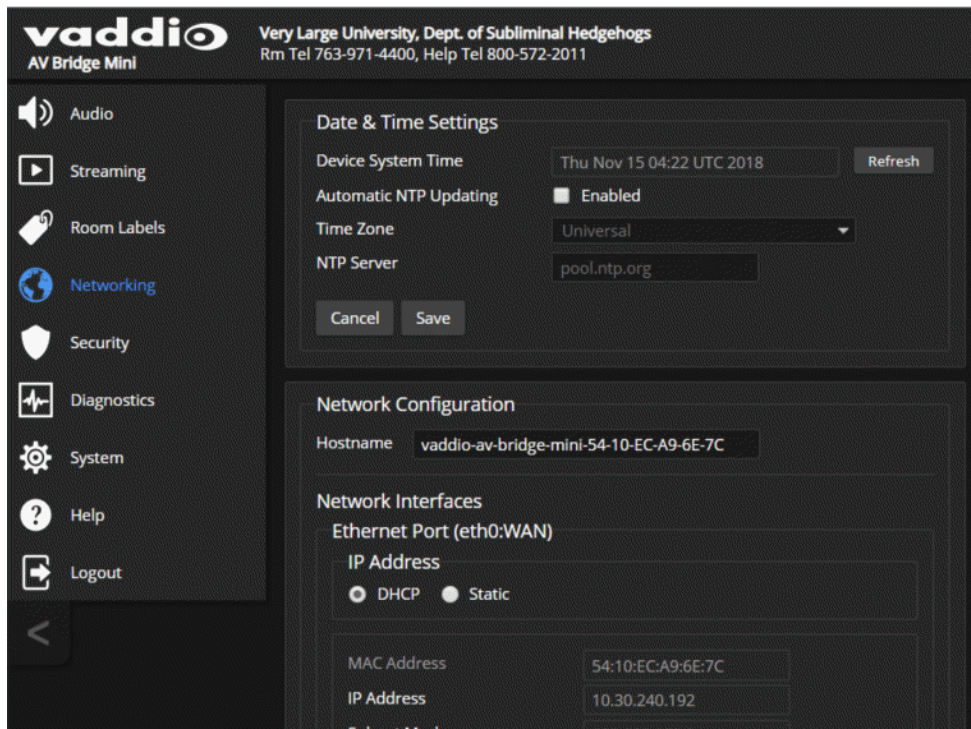 vaddio
AV Bridge Mini
Very Large University, Dept. of Subliminal Hedgehogs
Rm Tel 763-971-4400, Help Tel 800-572-2011
Audio
Streaming
Room Labels
Networking
Security
Diagnostics
System
Help
Logout
<
Date & Time Settings
Device System Time Thu Nov 15 04:22 UTC 2018 Refresh
Automatic NTP Updating Enabled
Time Zone Universal
NTP Server pool.ntp.org
Cancel Save
Network Configuration
Hostname vaddio-av-bridge-mini-54-10-EC-A9-6E-7C
Network Interfaces
Ethernet Port (eth0:WAN)
IP Address
DHCP Static
MAC Address 54:10:EC:A9:6E:7C
IP Address 10.30.240.192